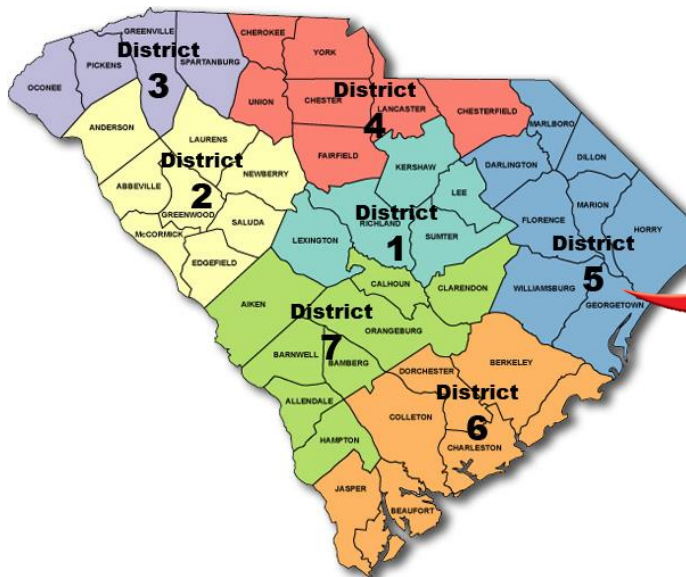 GREENVILLE
CHEROKEE
YORK
District
3
SPARTANBURG
PICKENS
OCONEE
UNION
CHESTER
District
4
LANCASTER
CHESTERFIELD
MARLBORO
ANDERSON
LAURENS
FAIRFIELD
KERSHAW
DARLINGTON
DILLON
District
2
NEWBERRY
ABBEVILLE
GREENWOOD
LEE
MARION
FLORENCE
HORRY
SALUDA
McCORMICK
EDGEFIELD
LEXINGTON
District
RICHLAND
1
SUMTER
District
5
CALHOUN
CLARENDON
WILLIAMSBURG
GEORGETOWN
AIKEN
District
7
ORANGEBURG
BARNWELL
BAMBERG
DORCHESTER
BERKELEY
District
6
ALLENDALE
COLLETON
CHARLESTON
HAMPTON
JASPER
BEAUFORT